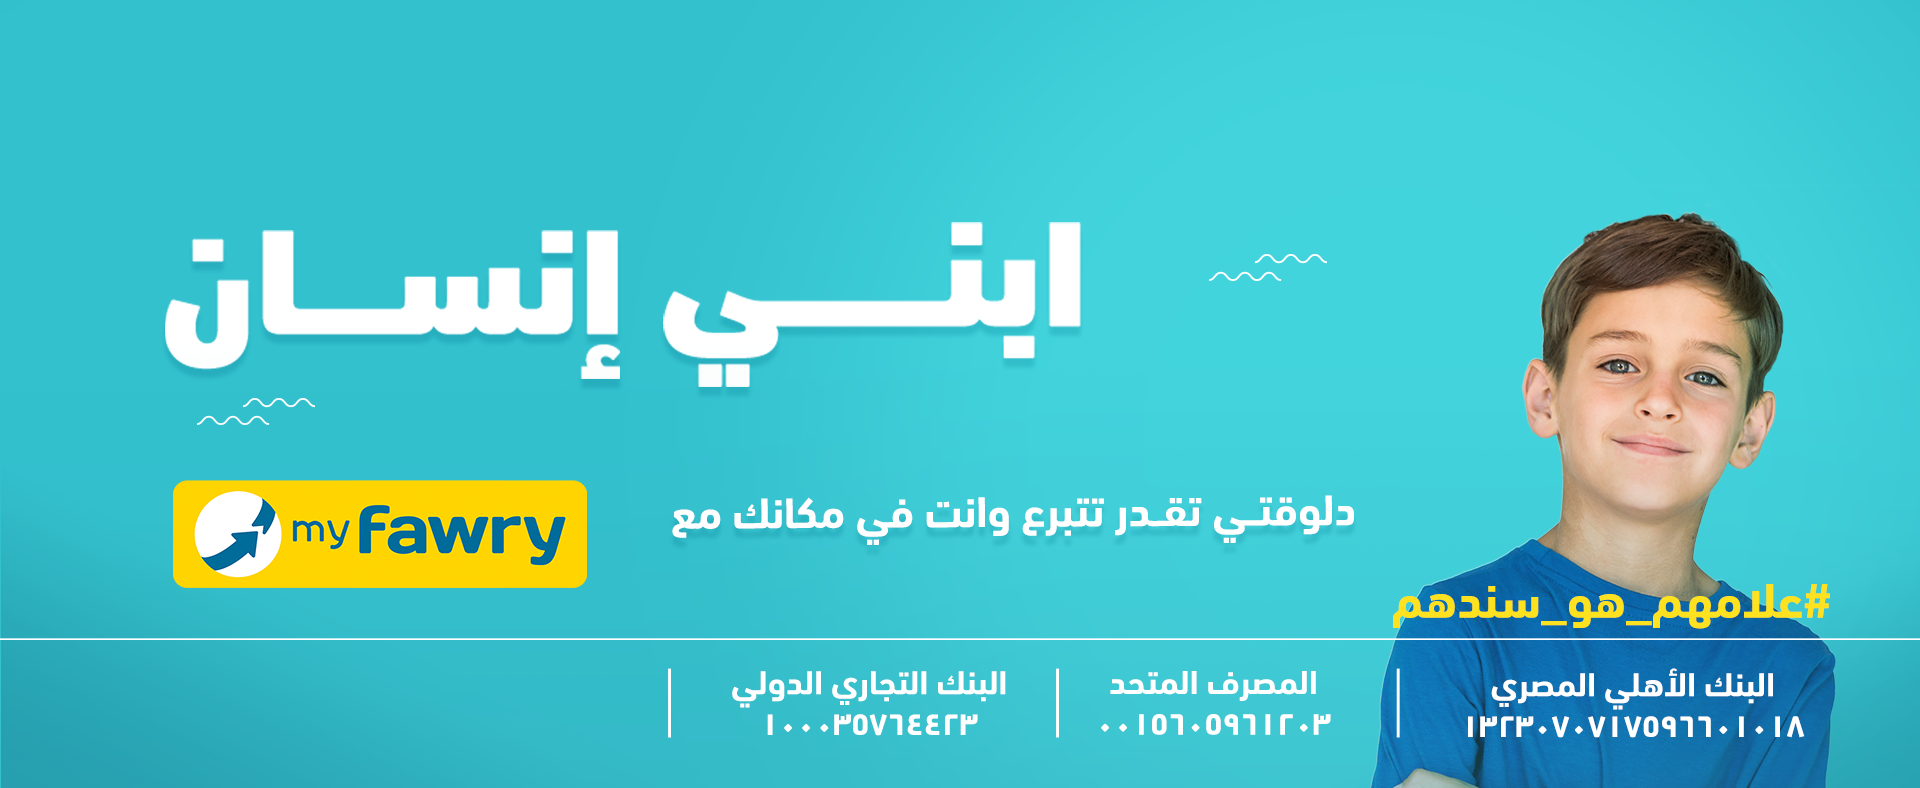 ابنـــي إنســـان
دلوقتـي تقـدر تتبرع وانت في مكانك مع
my fawry
#علامهم_هو_سندهم
البنك الأهلي المصري
١٣٢٣٠٧٠٧١٧٥٩٦٦٠١٠١٨
المصرف المتحد
٠٠١٥٦٠٥٩٦١٢٠٣
البنك التجاري الدولي
١٠٠٠٣٥٧٦٤٤٢٣